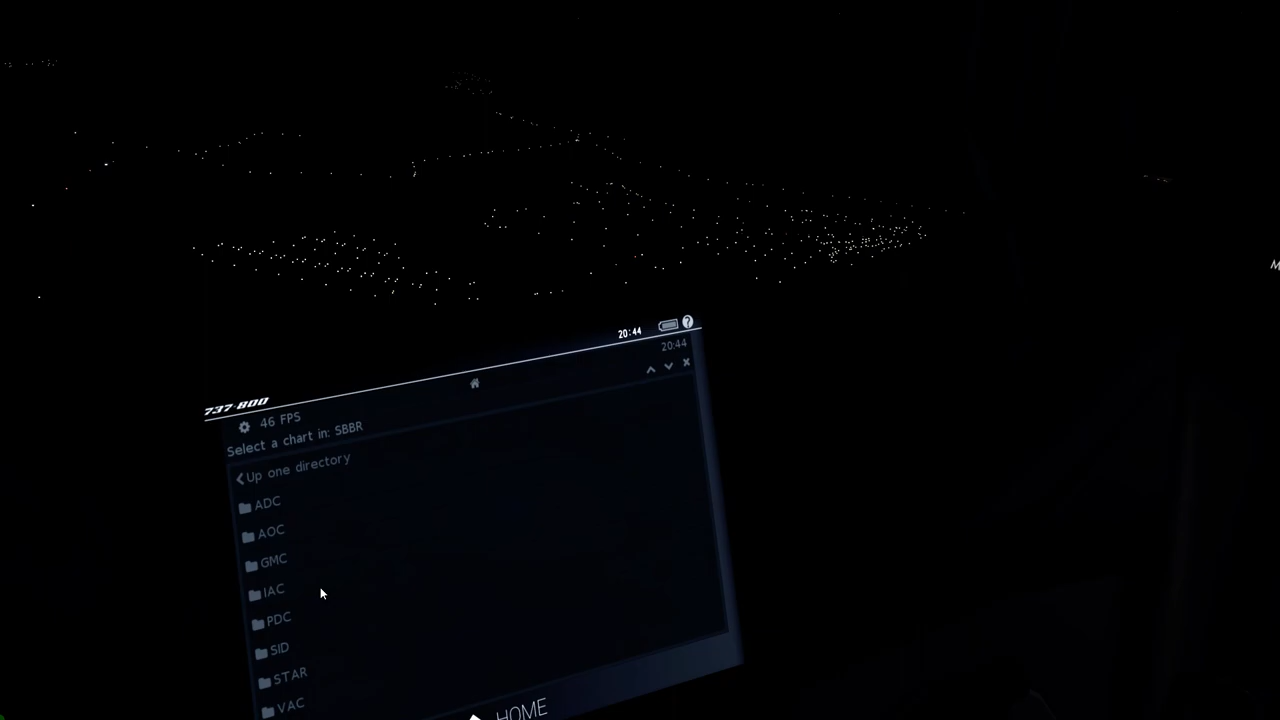 20:44
20:44
737-800
46 FPS
Select a chart in: SBBR
Up one directory
ADC
AOC
GMC
IAC
PDC
SID
STAR
VAC
HOME